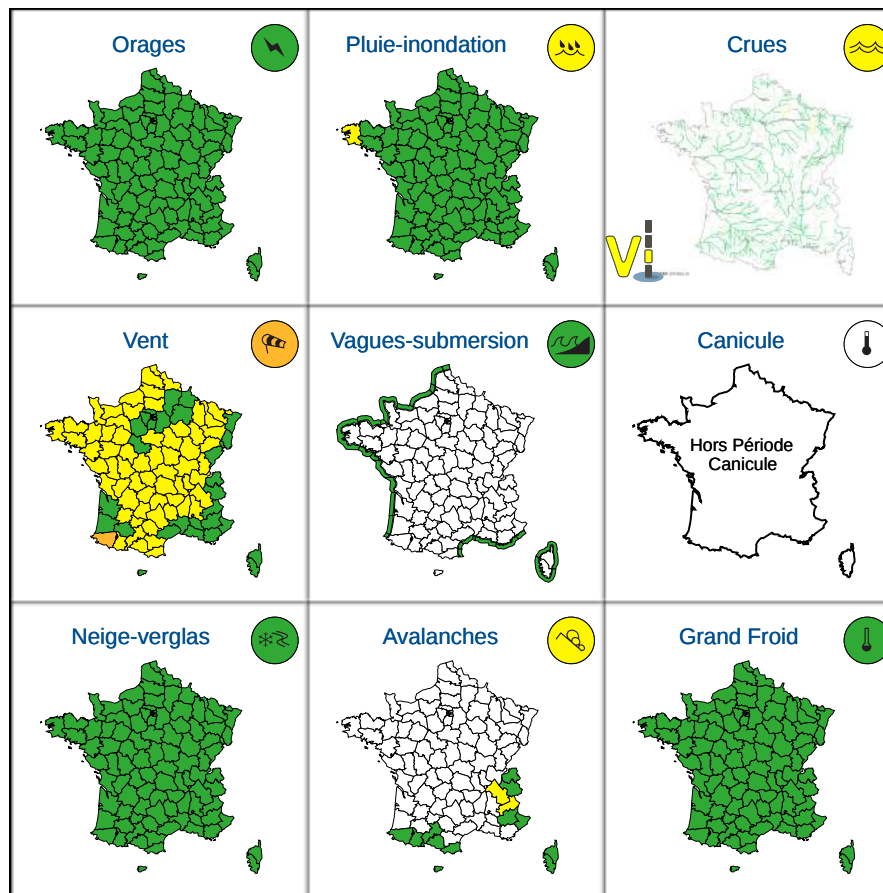 Orages
Pluie-inondation
Crues
Vent
Vagues-submersion
Canicule
Hors Période
Canicule
Neige-verglas
Avalanches
Grand Froid